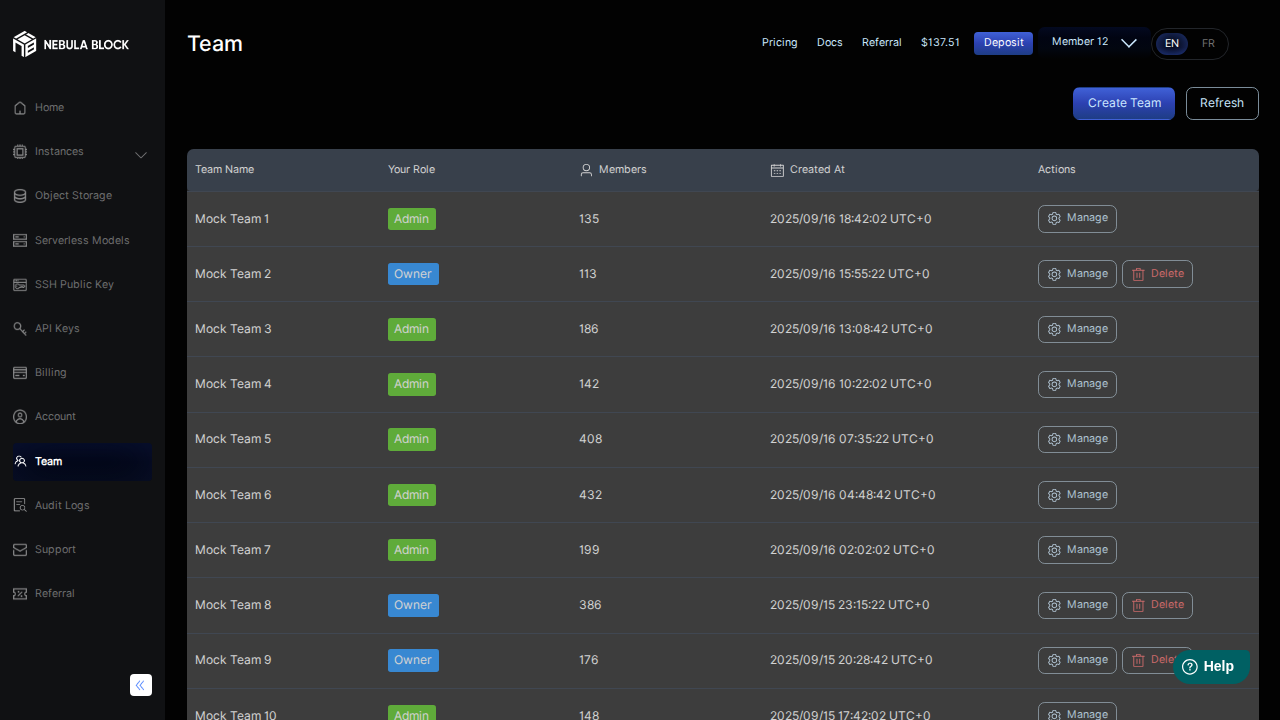 NEBULA BLOCK
Team
Pricing
Docs
Referral
$137.51
Deposit
Member 12
EN
FR
Home
Instances
Object Storage
Serverless Models
SSH Public Key
API Keys
Billing
Account
Team
Audit Logs
Support
Referral
Create Team
Refresh
Team Name Your Role Members Created At Actions
Mock Team 1 Admin 135 2025/09/16 18:42:02 UTC+0 Manage
Mock Team 2 Owner 113 2025/09/16 15:55:22 UTC+0 Manage Delete
Mock Team 3 Admin 186 2025/09/16 13:08:42 UTC+0 Manage
Mock Team 4 Admin 142 2025/09/16 10:22:02 UTC+0 Manage
Mock Team 5 Admin 408 2025/09/16 07:35:22 UTC+0 Manage
Mock Team 6 Admin 432 2025/09/16 04:48:42 UTC+0 Manage
Mock Team 7 Admin 199 2025/09/16 02:02:02 UTC+0 Manage
Mock Team 8 Owner 386 2025/09/15 23:15:22 UTC+0 Manage Delete
Mock Team 9 Owner 176 2025/09/15 20:28:42 UTC+0 Manage Delete
Mock Team 10 Admin 148 2025/09/15 17:42:02 UTC+0 Manage
Help